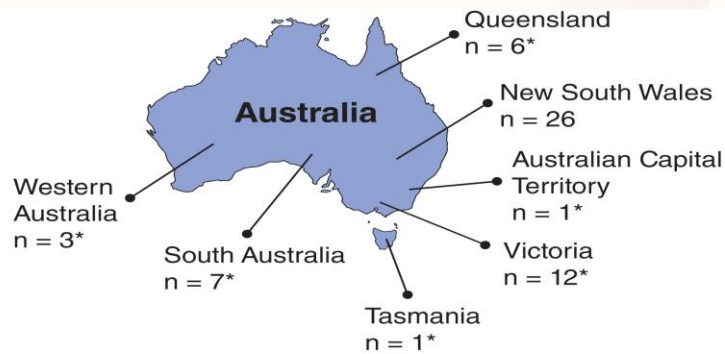 Queensland
n = 6*
Australia
New South Wales
n = 26
Australian Capital
Territory
n = 1*
Western
Australia
n = 3*
South Australia
n = 7*
Victoria
n = 12*
Tasmania
n = 1*